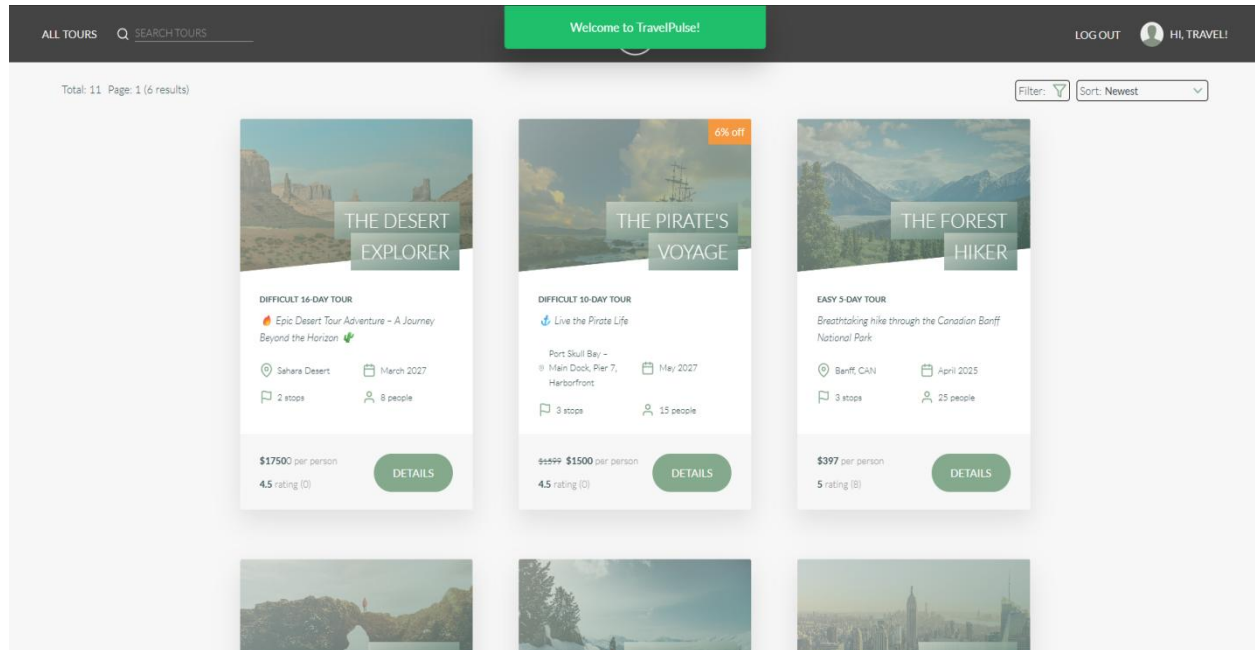 ALL TOURS
SEARCH TOURS
Welcome to TravelPulse!
LOG OUT
HI, TRAVEL!
Total: 11 Page: 1 (6 results)
Filter:
Sort: Newest
THE DESERT
EXPLORER
DIFFICULT 16-DAY TOUR
🔥 Epic Desert Tour Adventure – A Journey
Beyond the Horizon 🌵
Sahara Desert
March 2027
2 stops
8 people
$17500 per person
4.5 rating (0)
DETAILS
6% off
THE PIRATE'S
VOYAGE
DIFFICULT 10-DAY TOUR
⚓ Live the Pirate Life
Port Skull Bay –
Main Dock, Pier 7,
Harborfront
May 2027
3 stops
15 people
$1599 $1500 per person
4.5 rating (0)
DETAILS
THE FOREST
HIKER
EASY 5-DAY TOUR
Breathtaking hike through the Canadian Banff
National Park
Banff, CAN
April 2025
3 stops
25 people
$397 per person
5 rating (8)
DETAILS